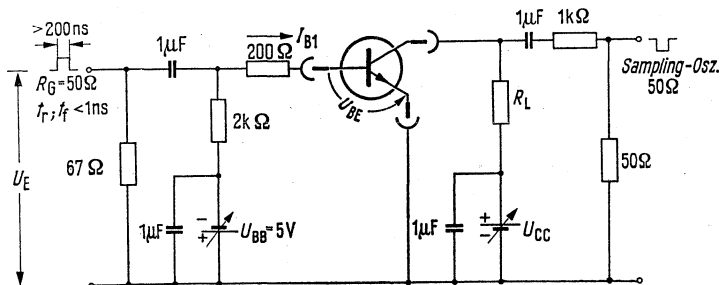 >200ns
R_G=50Ω
t_r; t_f <1ns
U_E
67 Ω
1µF
2k Ω
1µF
−
+
U_BB = 5V
200 Ω
I_B1
U_BE
R_L
1µF
+
−
U_CC
1µF
1kΩ
50Ω
Sampling-Osz.
50Ω